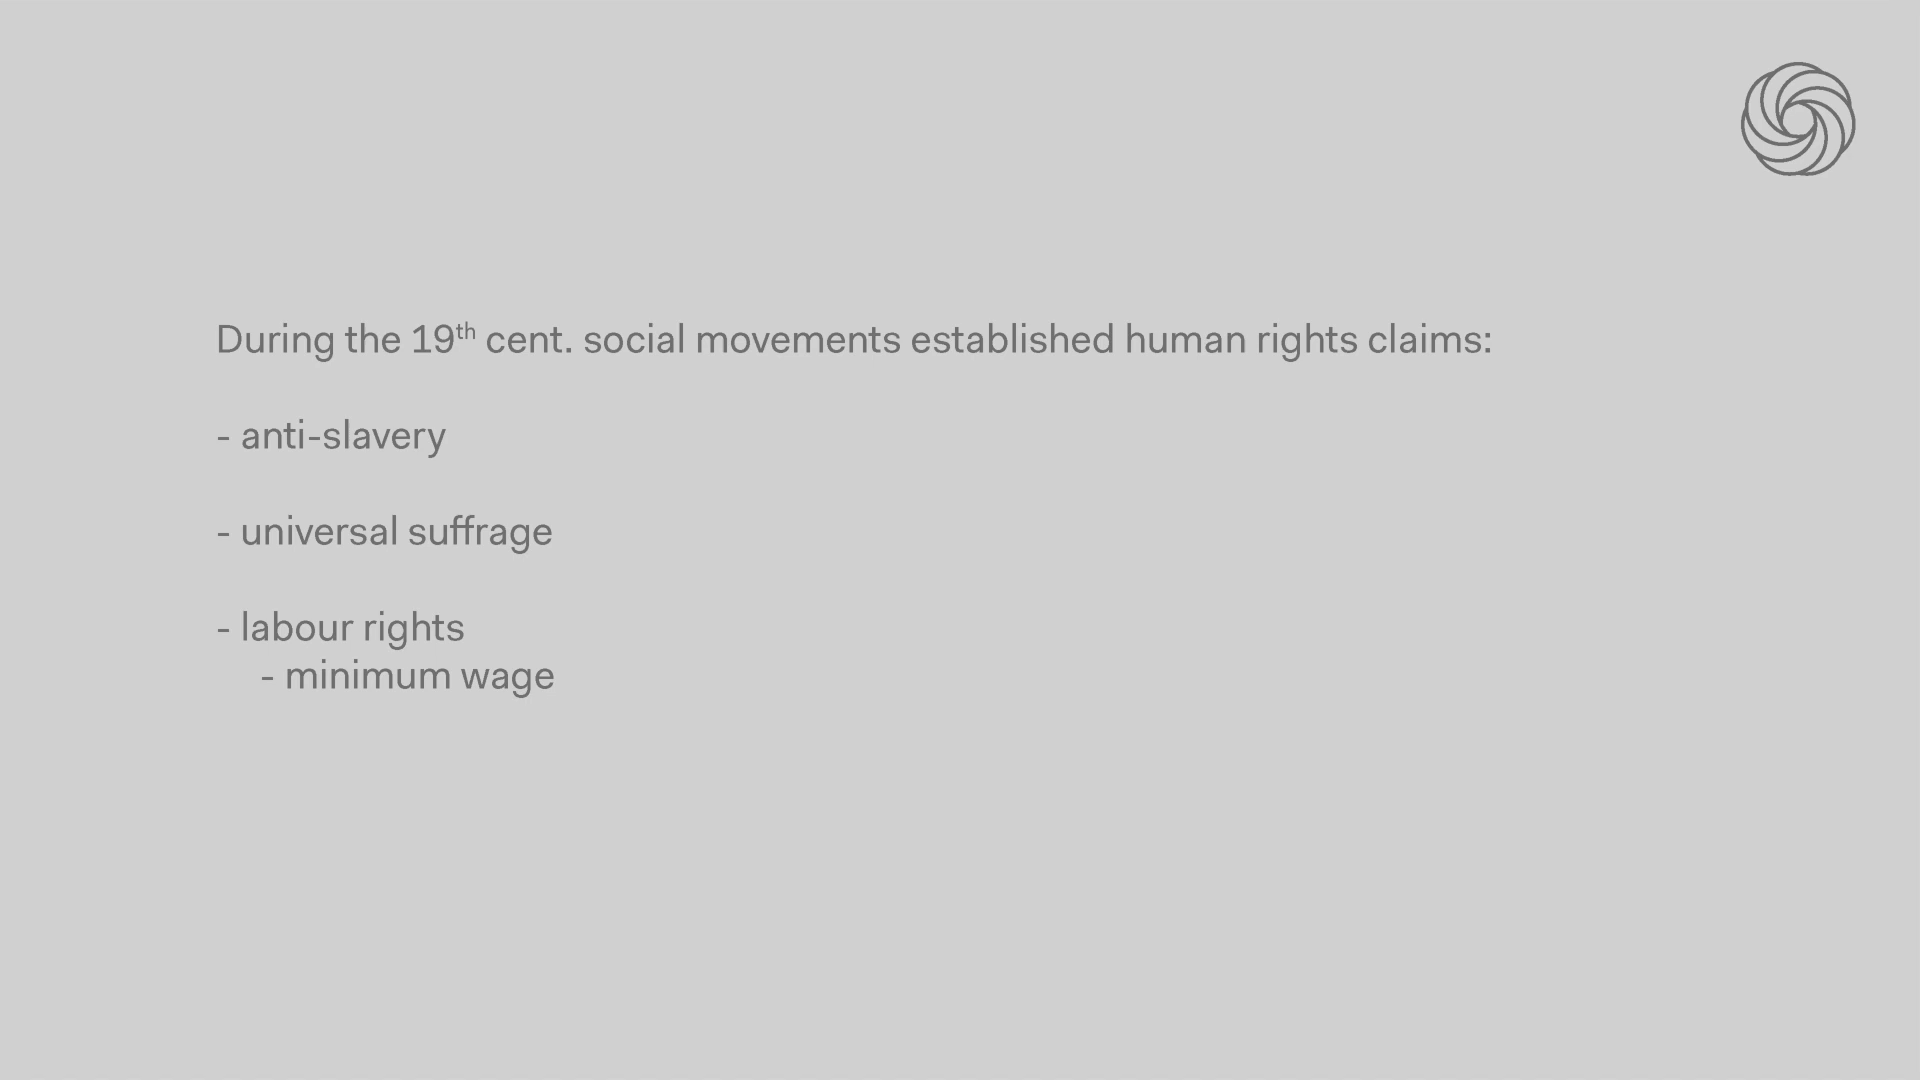 During the 19th cent. social movements established human rights claims:
- anti-slavery
- universal suffrage
- labour rights
- minimum wage